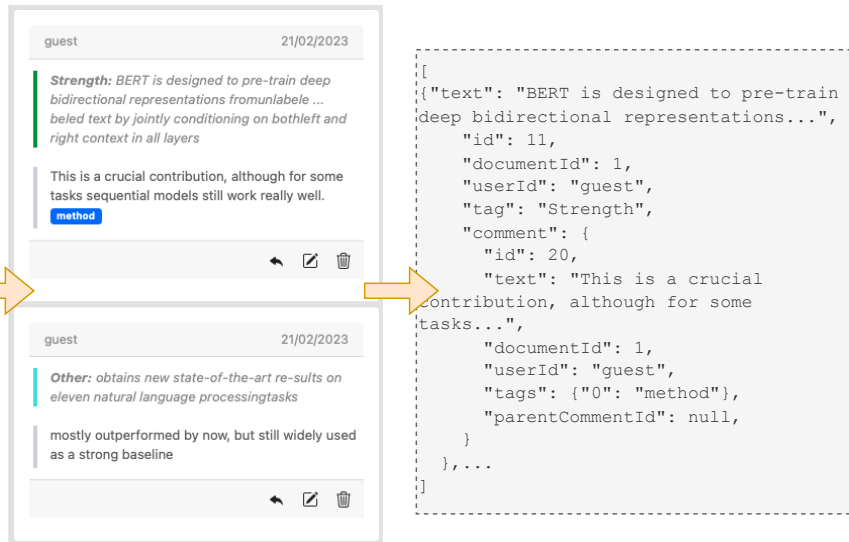 guest 21/02/2023
Strength: BERT is designed to pre-train deep
bidirectional representations fromunlabele ...
beled text by jointly conditioning on bothleft and
right context in all layers
This is a crucial contribution, although for some
tasks sequential models still work really well.
method
guest 21/02/2023
Other: obtains new state-of-the-art re-sults on
eleven natural language processingtasks
mostly outperformed by now, but still widely used
as a strong baseline
[
{"text": "BERT is designed to pre-train
deep bidirectional representations...",
"id": 11,
"documentId": 1,
"userId": "guest",
"tag": "Strength",
"comment": {
"id": 20,
"text": "This is a crucial
contribution, although for some
tasks...",
"documentId": 1,
"userId": "guest",
"tags": {"0": "method"},
"parentCommentId": null,
}
},...
]